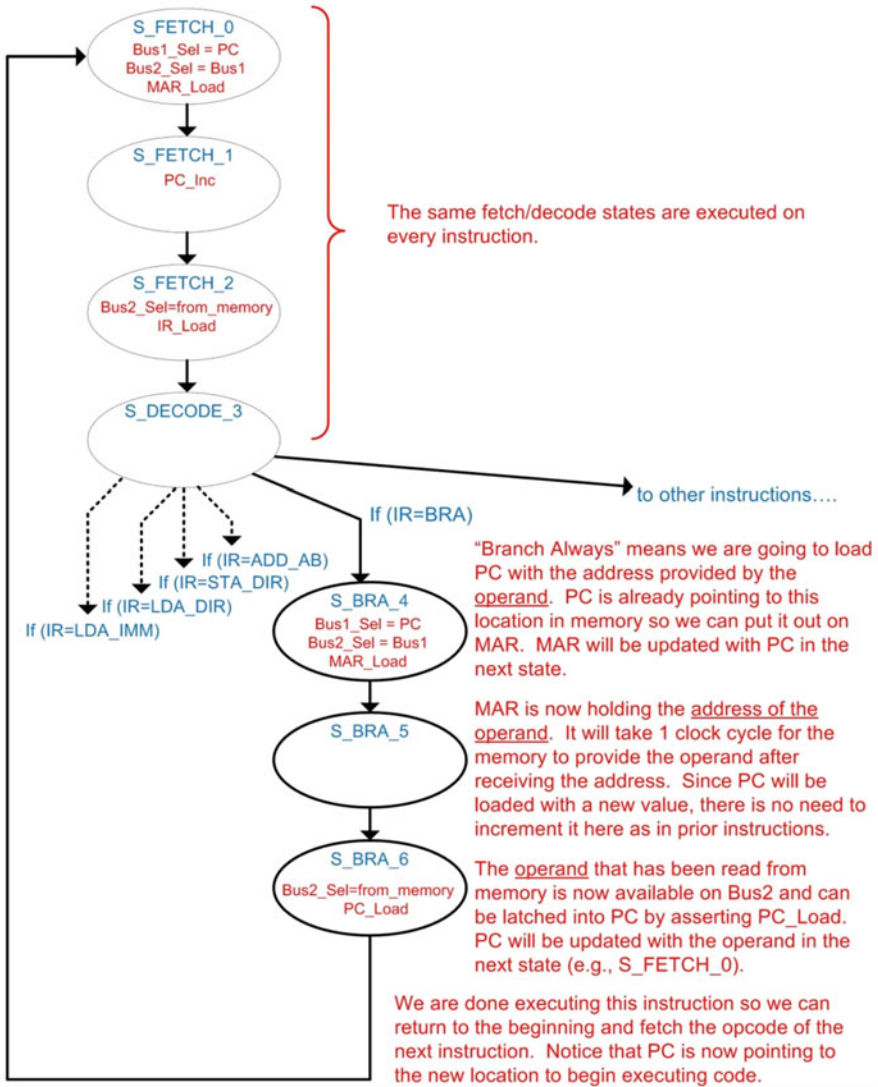 S_FETCH_0
Bus1_Sel = PC
Bus2_Sel = Bus1
MAR_Load
S_FETCH_1
PC_Inc
The same fetch/decode states are executed on
every instruction.
S_FETCH_2
Bus2_Sel=from_memory
IR_Load
S_DECODE_3
to other instructions....
If (IR=BRA)
If (IR=ADD_AB)
If (IR=STA_DIR)
If (IR=LDA_DIR)
If (IR=LDA_IMM)
S_BRA_4
Bus1_Sel = PC
Bus2_Sel = Bus1
MAR_Load
“Branch Always” means we are going to load
PC with the address provided by the
operand. PC is already pointing to this
location in memory so we can put it out on
MAR. MAR will be updated with PC in the
next state.
S_BRA_5
MAR is now holding the address of the
operand. It will take 1 clock cycle for the
memory to provide the operand after
receiving the address. Since PC will be
loaded with a new value, there is no need to
increment it here as in prior instructions.
S_BRA_6
Bus2_Sel=from_memory
PC_Load
The operand that has been read from
memory is now available on Bus2 and can
be latched into PC by asserting PC_Load.
PC will be updated with the operand in the
next state (e.g., S_FETCH_0).
We are done executing this instruction so we can
return to the beginning and fetch the opcode of the
next instruction. Notice that PC is now pointing to
the new location to begin executing code.